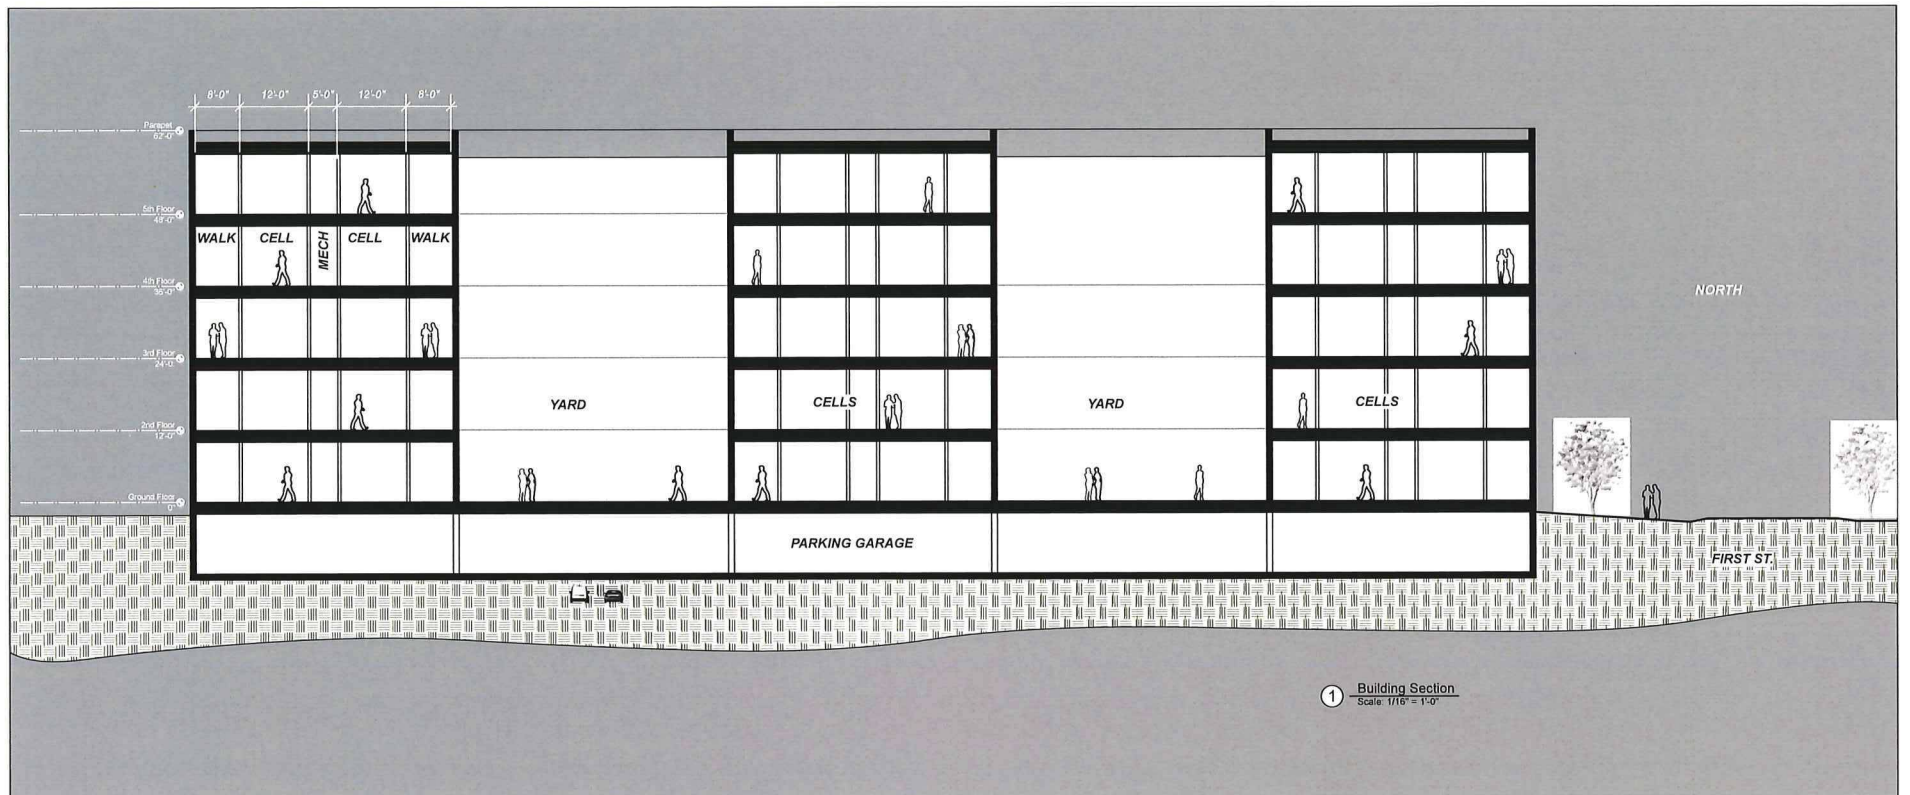 8'-0" 12'-0" 5'-0" 12'-0" 8'-0"
Parapet
62'-0"
5th Floor
48'-0"
WALK CELL MECH CELL WALK
4th Floor
36'-0"
NORTH
3rd Floor
24'-0"
YARD CELLS YARD CELLS
2nd Floor
12'-0"
Ground Floor
0"
PARKING GARAGE
FIRST ST.
1 Building Section
Scale: 1/16" = 1'-0"